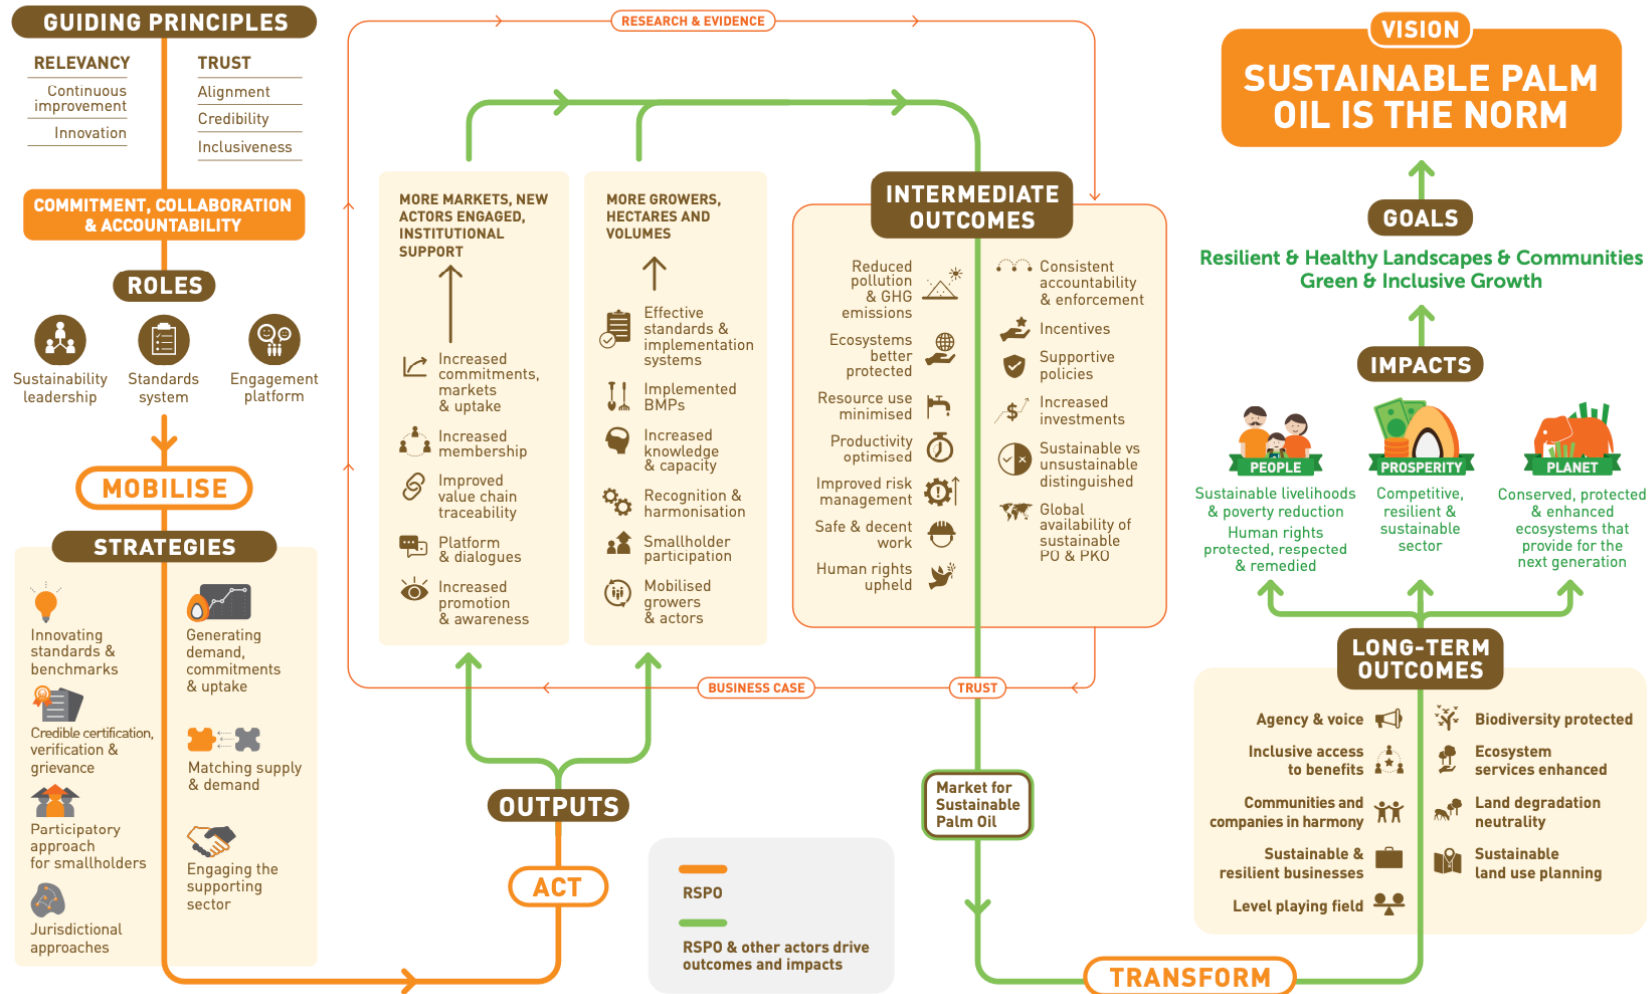 GUIDING PRINCIPLES
RELEVANCY
Continuous
improvement
Innovation
TRUST
Alignment
Credibility
Inclusiveness
COMMITMENT, COLLABORATION
& ACCOUNTABILITY
ROLES
Sustainability
leadership
Standards
system
Engagement
platform
MOBILISE
STRATEGIES
Innovating
standards &
benchmarks
Credible certification,
verification &
grievance
Participatory
approach
for smallholders
Jurisdictional
approaches
Generating
demand,
commitments
& uptake
Matching supply
& demand
Engaging the
supporting
sector
ACT
OUTPUTS
RESEARCH & EVIDENCE
MORE MARKETS, NEW
ACTORS ENGAGED,
INSTITUTIONAL
SUPPORT
Increased
commitments,
markets
& uptake
Increased
membership
Improved
value chain
traceability
Platform
& dialogues
Increased
promotion
& awareness
MORE GROWERS,
HECTARES AND
VOLUMES
Effective
standards &
implementation
systems
Implemented
BMPs
Increased
knowledge
& capacity
Recognition &
harmonisation
Smallholder
participation
Mobilised
growers
& actors
BUSINESS CASE
TRUST
INTERMEDIATE
OUTCOMES
Reduced
pollution
& GHG
emissions
Ecosystems
better
protected
Resource use
minimised
Productivity
optimised
Improved risk
management
Safe & decent
work
Human rights
upheld
Consistent
accountability
& enforcement
Incentives
Supportive
policies
$
Increased
investments
Sustainable vs
unsustainable
distinguished
Global
availability of
sustainable
PO & PKO
Market for
Sustainable
Palm Oil
RSPO
RSPO & other actors drive
outcomes and impacts
TRANSFORM
LONG-TERM
OUTCOMES
Agency & voice
Inclusive access
to benefits
Communities and
companies in harmony
Sustainable &
resilient businesses
Level playing field
Biodiversity protected
Ecosystem
services enhanced
Land degradation
neutrality
Sustainable
land use planning
IMPACTS
PEOPLE
Sustainable livelihoods
& poverty reduction
Human rights
protected, respected
& remedied
PROSPERITY
Competitive,
resilient &
sustainable
sector
PLANET
Conserved, protected
& enhanced
ecosystems that
provide for the
next generation
GOALS
Resilient & Healthy Landscapes & Communities
Green & Inclusive Growth
VISION
SUSTAINABLE PALM
OIL IS THE NORM